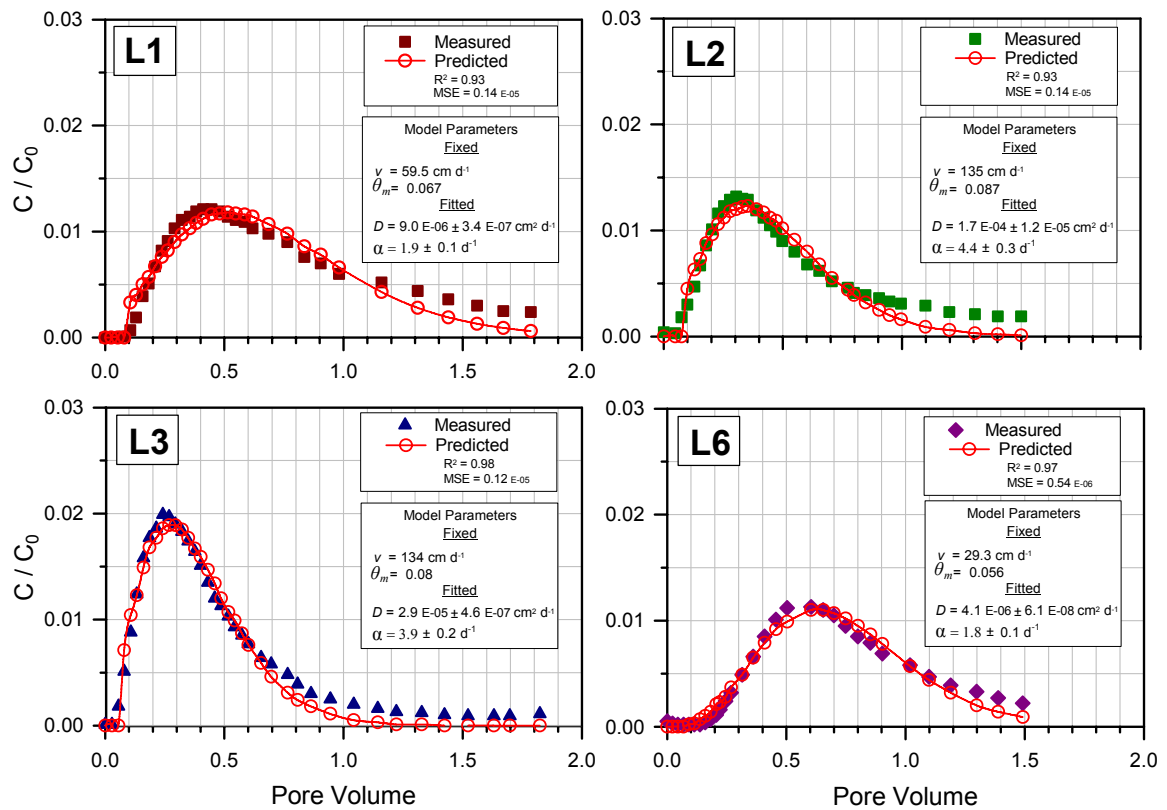 L1
Measured
Predicted
R² = 0.93
MSE = 0.14 E-05
Model Parameters
Fixed
v = 59.5 cm d⁻¹
θm= 0.067
Fitted
D = 9.0 E-06 ± 3.4 E-07 cm² d⁻¹
α = 1.9 ± 0.1 d⁻¹
0.03
0.02
0.01
0.00
C / C₀
0.0 0.5 1.0 1.5 2.0
L2
Measured
Predicted
R² = 0.93
MSE = 0.14 E-05
Model Parameters
Fixed
v = 135 cm d⁻¹
θm= 0.087
Fitted
D = 1.7 E-04 ± 1.2 E-05 cm² d⁻¹
α = 4.4 ± 0.3 d⁻¹
0.03
0.02
0.01
0.00
0.0 0.5 1.0 1.5 2.0
L3
Measured
Predicted
R² = 0.98
MSE = 0.12 E-05
Model Parameters
Fixed
v = 134 cm d⁻¹
θm= 0.08
Fitted
D = 2.9 E-05 ± 4.6 E-07 cm² d⁻¹
α = 3.9 ± 0.2 d⁻¹
0.03
0.02
0.01
0.00
C / C₀
0.0 0.5 1.0 1.5 2.0
Pore Volume
L6
Measured
Predicted
R² = 0.97
MSE = 0.54 E-06
Model Parameters
Fixed
v = 29.3 cm d⁻¹
θm= 0.056
Fitted
D = 4.1 E-06 ± 6.1 E-08 cm² d⁻¹
α = 1.8 ± 0.1 d⁻¹
0.03
0.02
0.01
0.00
0.0 0.5 1.0 1.5 2.0
Pore Volume